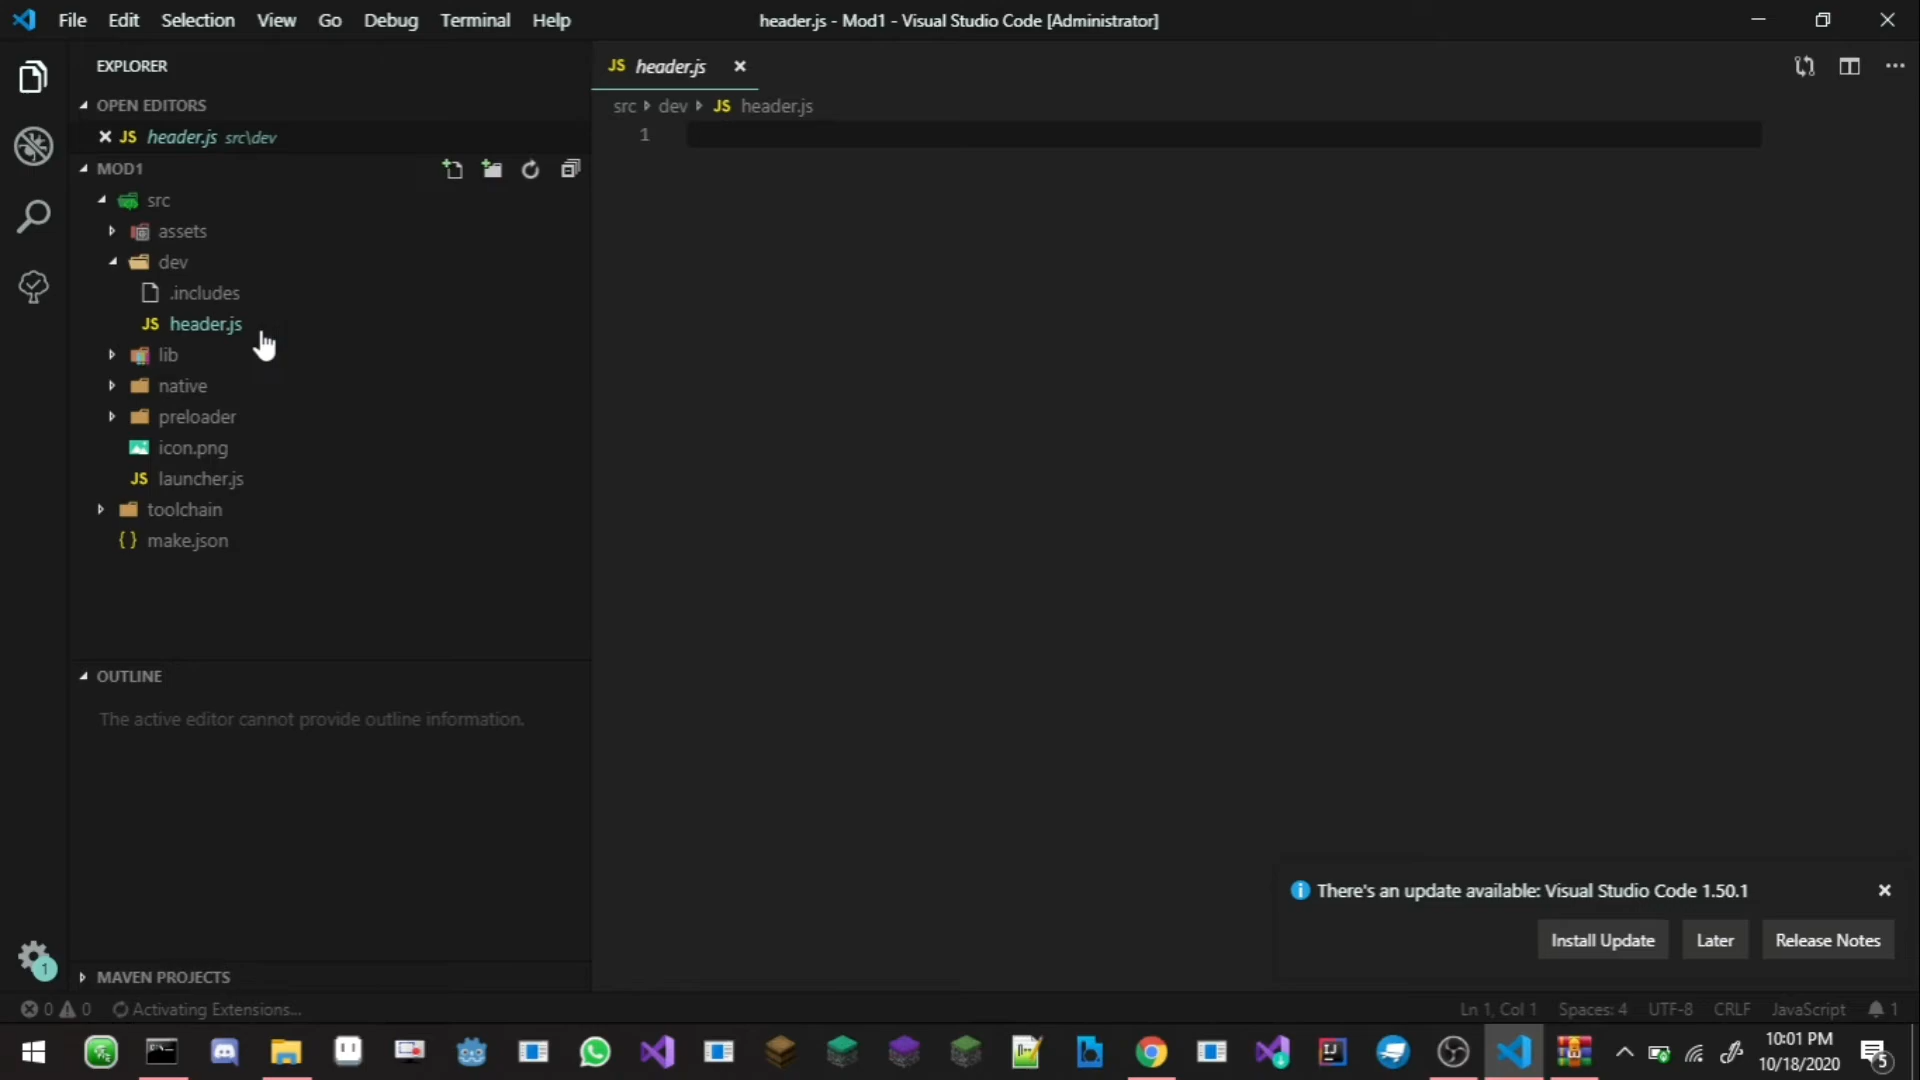 File Edit Selection View Go Debug Terminal Help
header.js - Mod1 - Visual Studio Code [Administrator]
EXPLORER
OPEN EDITORS
JS header.js src\dev
MOD1
src
assets
dev
.includes
JS header.js
lib
native
preloader
icon.png
JS launcher.js
toolchain
{ } make.json
OUTLINE
The active editor cannot provide outline information.
MAVEN PROJECTS
JS header.js
src dev JS header.js
1
There's an update available: Visual Studio Code 1.50.1
Install Update Later Release Notes
1
0 0 Activating Extensions...
Ln 1, Col 1 Spaces: 4 UTF-8 CRLF JavaScript 1
10:01 PM
10/18/2020
5